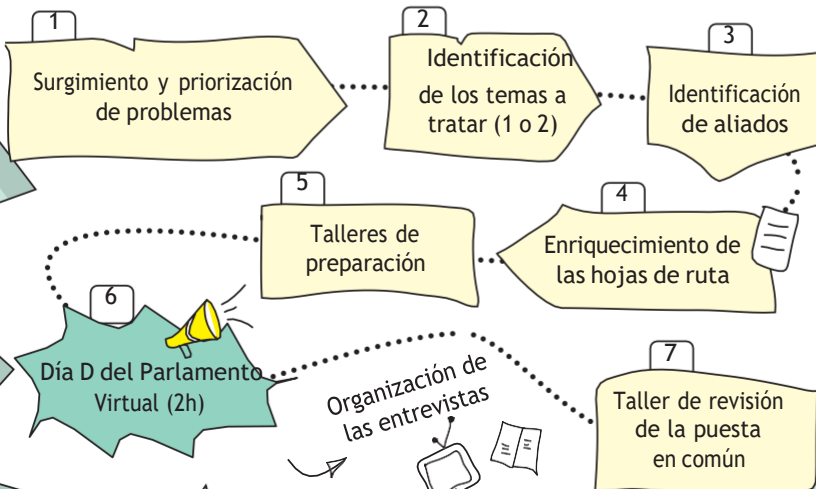 1
Surgimiento y priorización
de problemas
2
Identificación
de los temas a
tratar (1 o 2)
3
Identificación
de aliados
4
Enriquecimiento de
las hojas de ruta
5
Talleres de
preparación
6
Día D del Parlamento
Virtual (2h)
Organización de
las entrevistas
7
Taller de revisión
de la puesta
en común